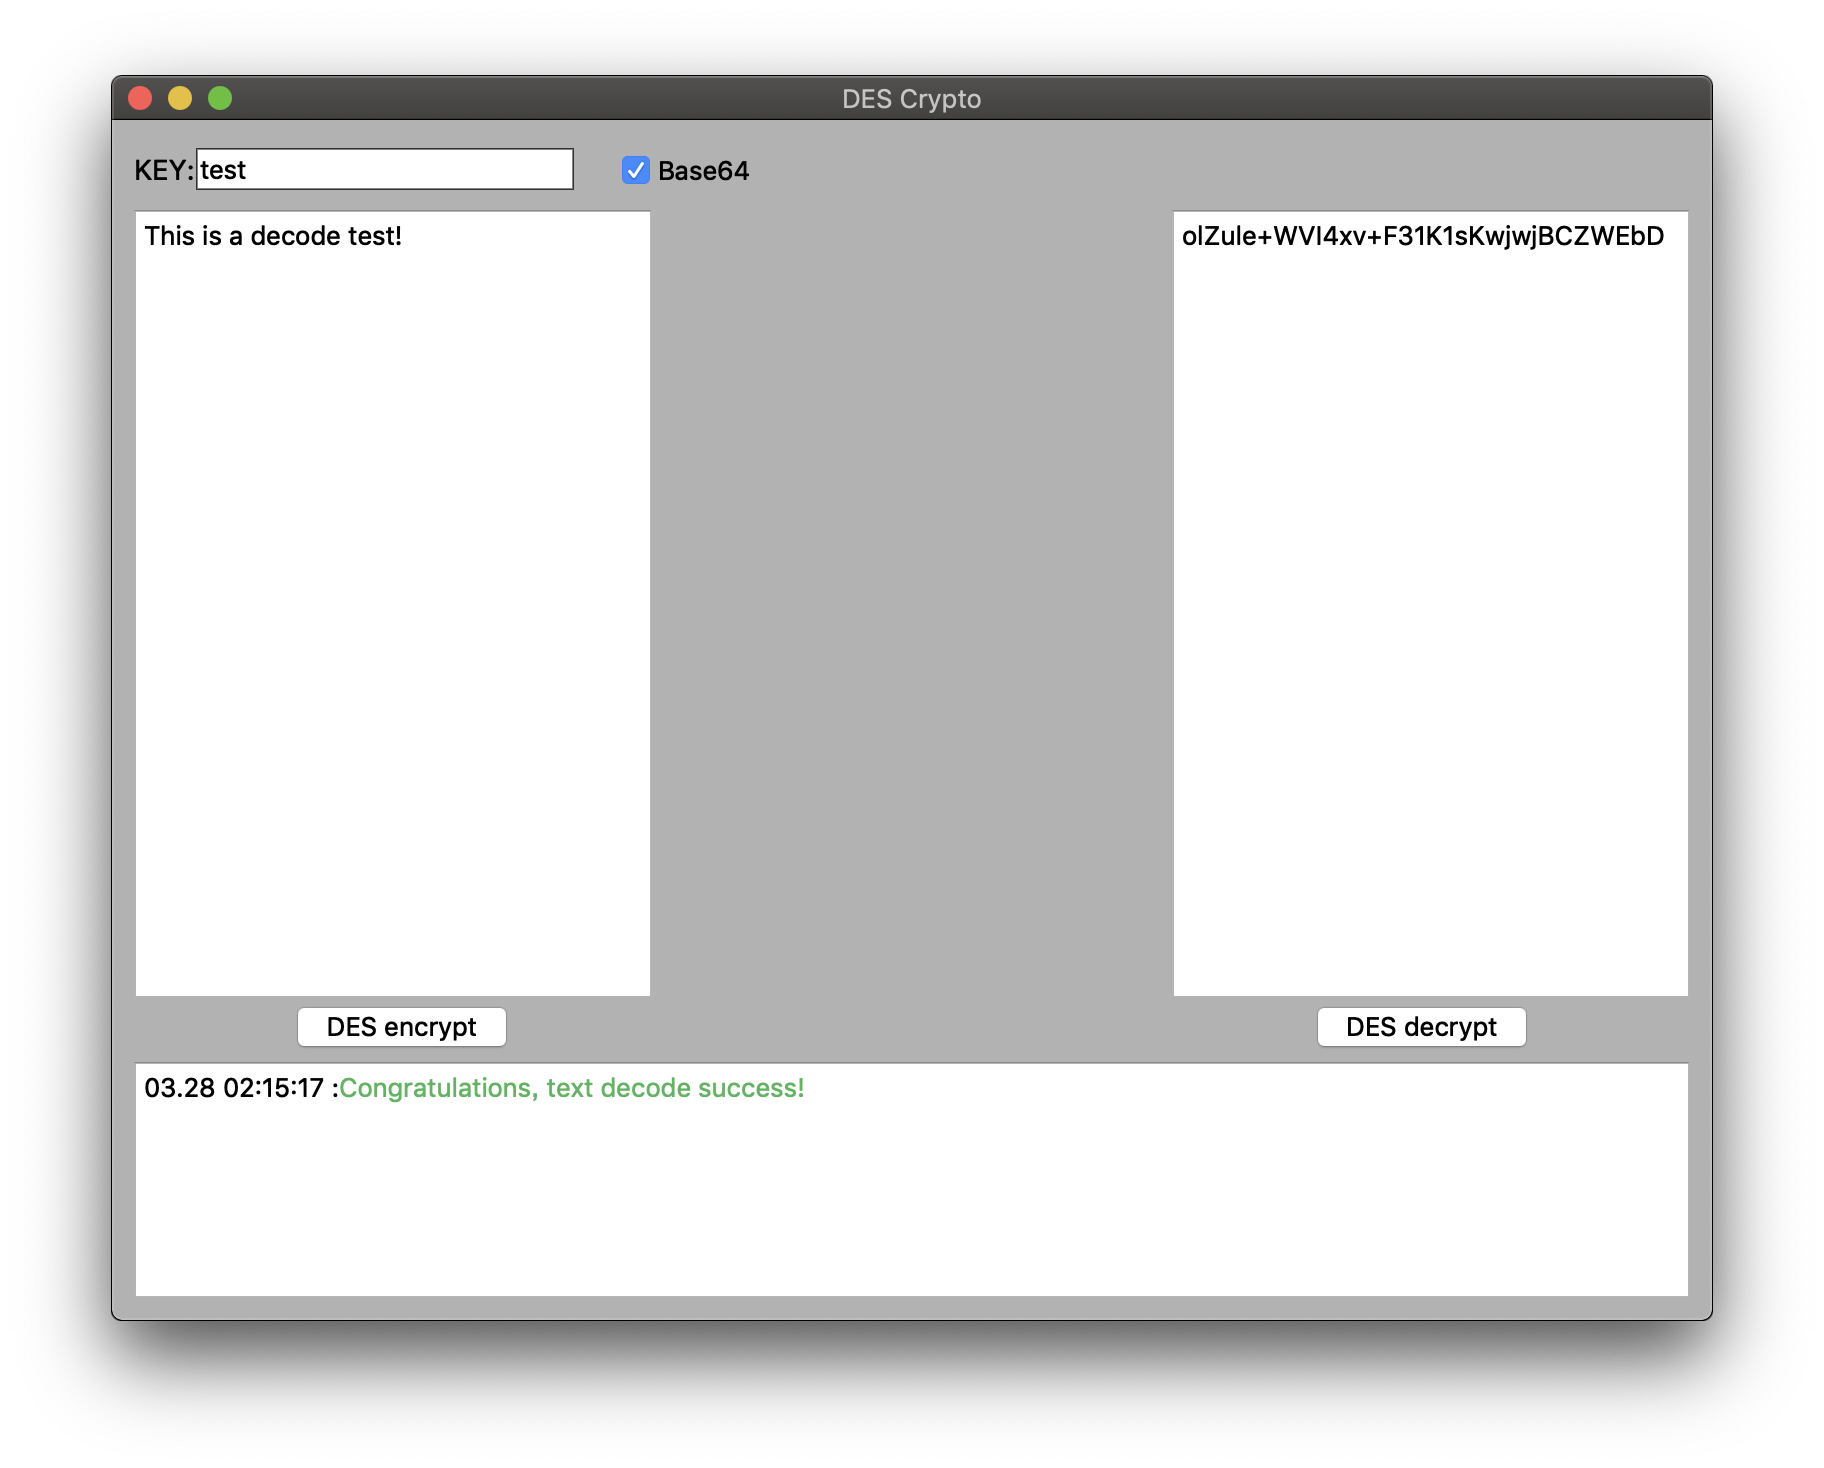 DES Crypto
KEY: test
Base64
This is a decode test!
olZule+WVI4xv+F31K1sKwjwjBCZWEbD
DES encrypt
DES decrypt
03.28 02:15:17 :Congratulations, text decode success!